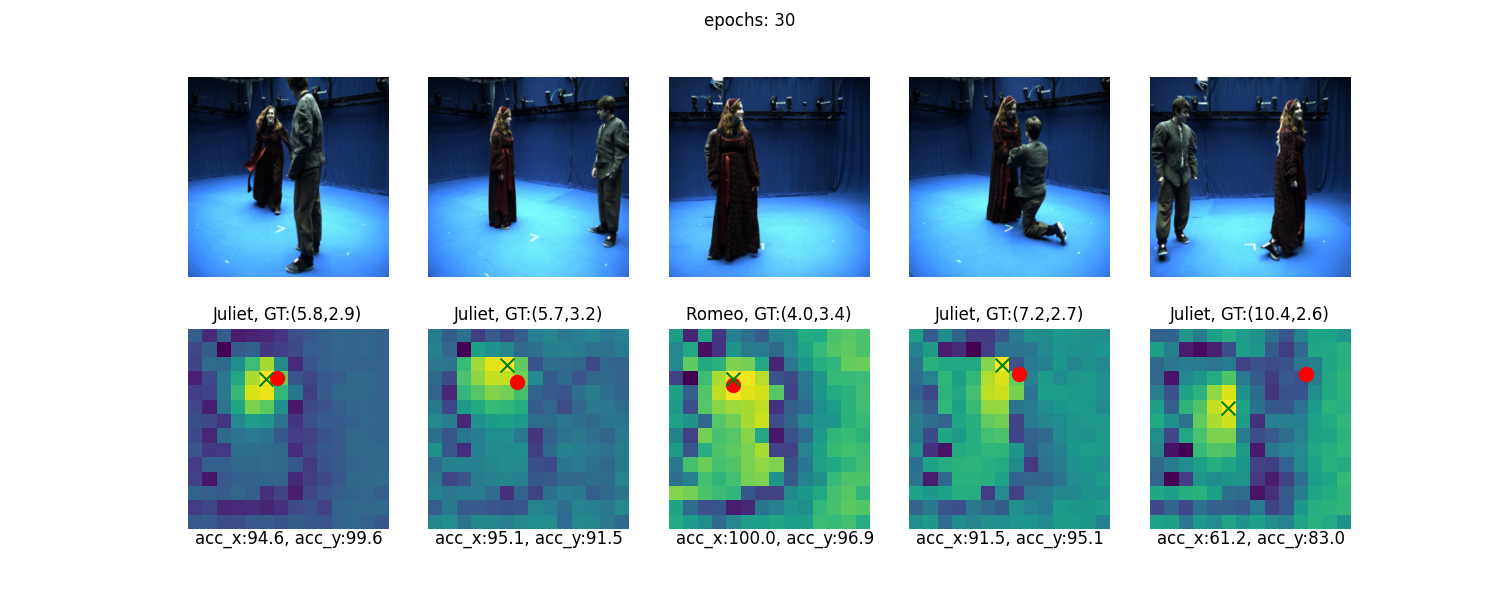 epochs: 30
Juliet, GT:(5.8,2.9)
Juliet, GT:(5.7,3.2)
Romeo, GT:(4.0,3.4)
Juliet, GT:(7.2,2.7)
Juliet, GT:(10.4,2.6)
acc_x:94.6, acc_y:99.6
acc_x:95.1, acc_y:91.5
acc_x:100.0, acc_y:96.9
acc_x:91.5, acc_y:95.1
acc_x:61.2, acc_y:83.0